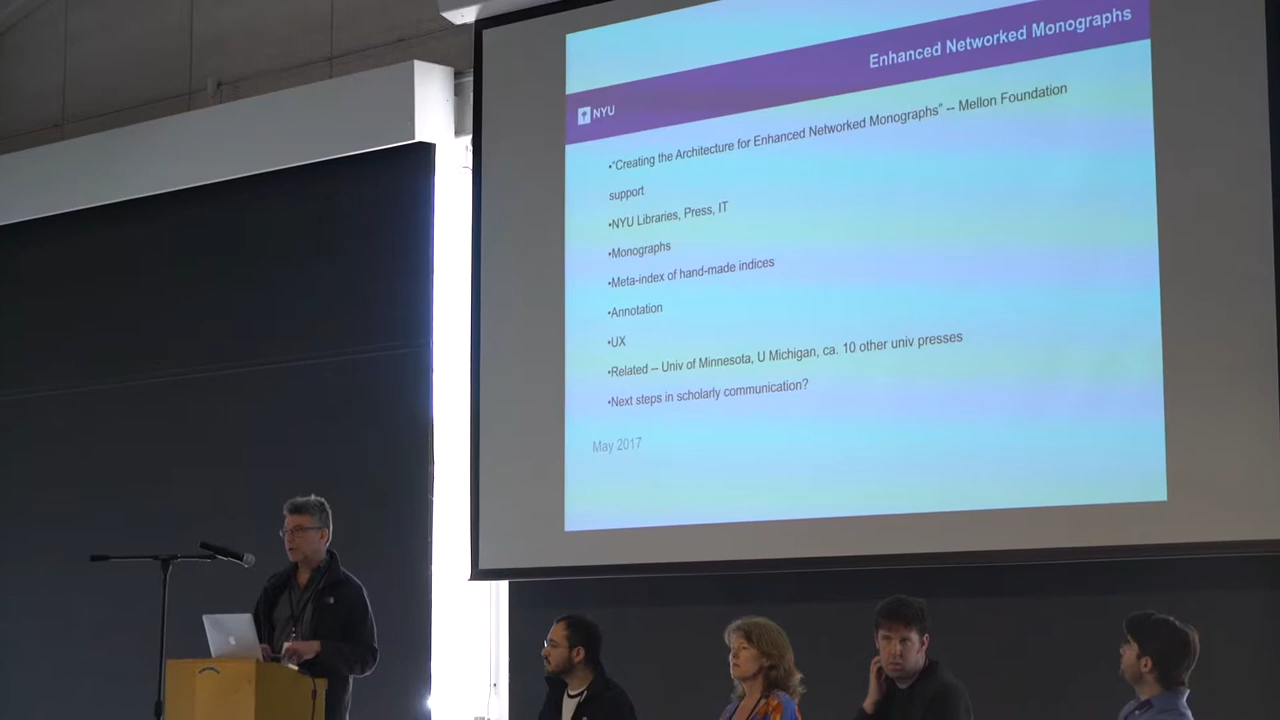 Enhanced Networked Monographs
NYU
•"Creating the Architecture for Enhanced Networked Monographs" -- Mellon Foundation
support
•NYU Libraries, Press, IT
•Monographs
•Meta-index of hand-made indices
•Annotation
•UX
•Related -- Univ of Minnesota, U Michigan, ca. 10 other univ presses
•Next steps in scholarly communication?
May 2017